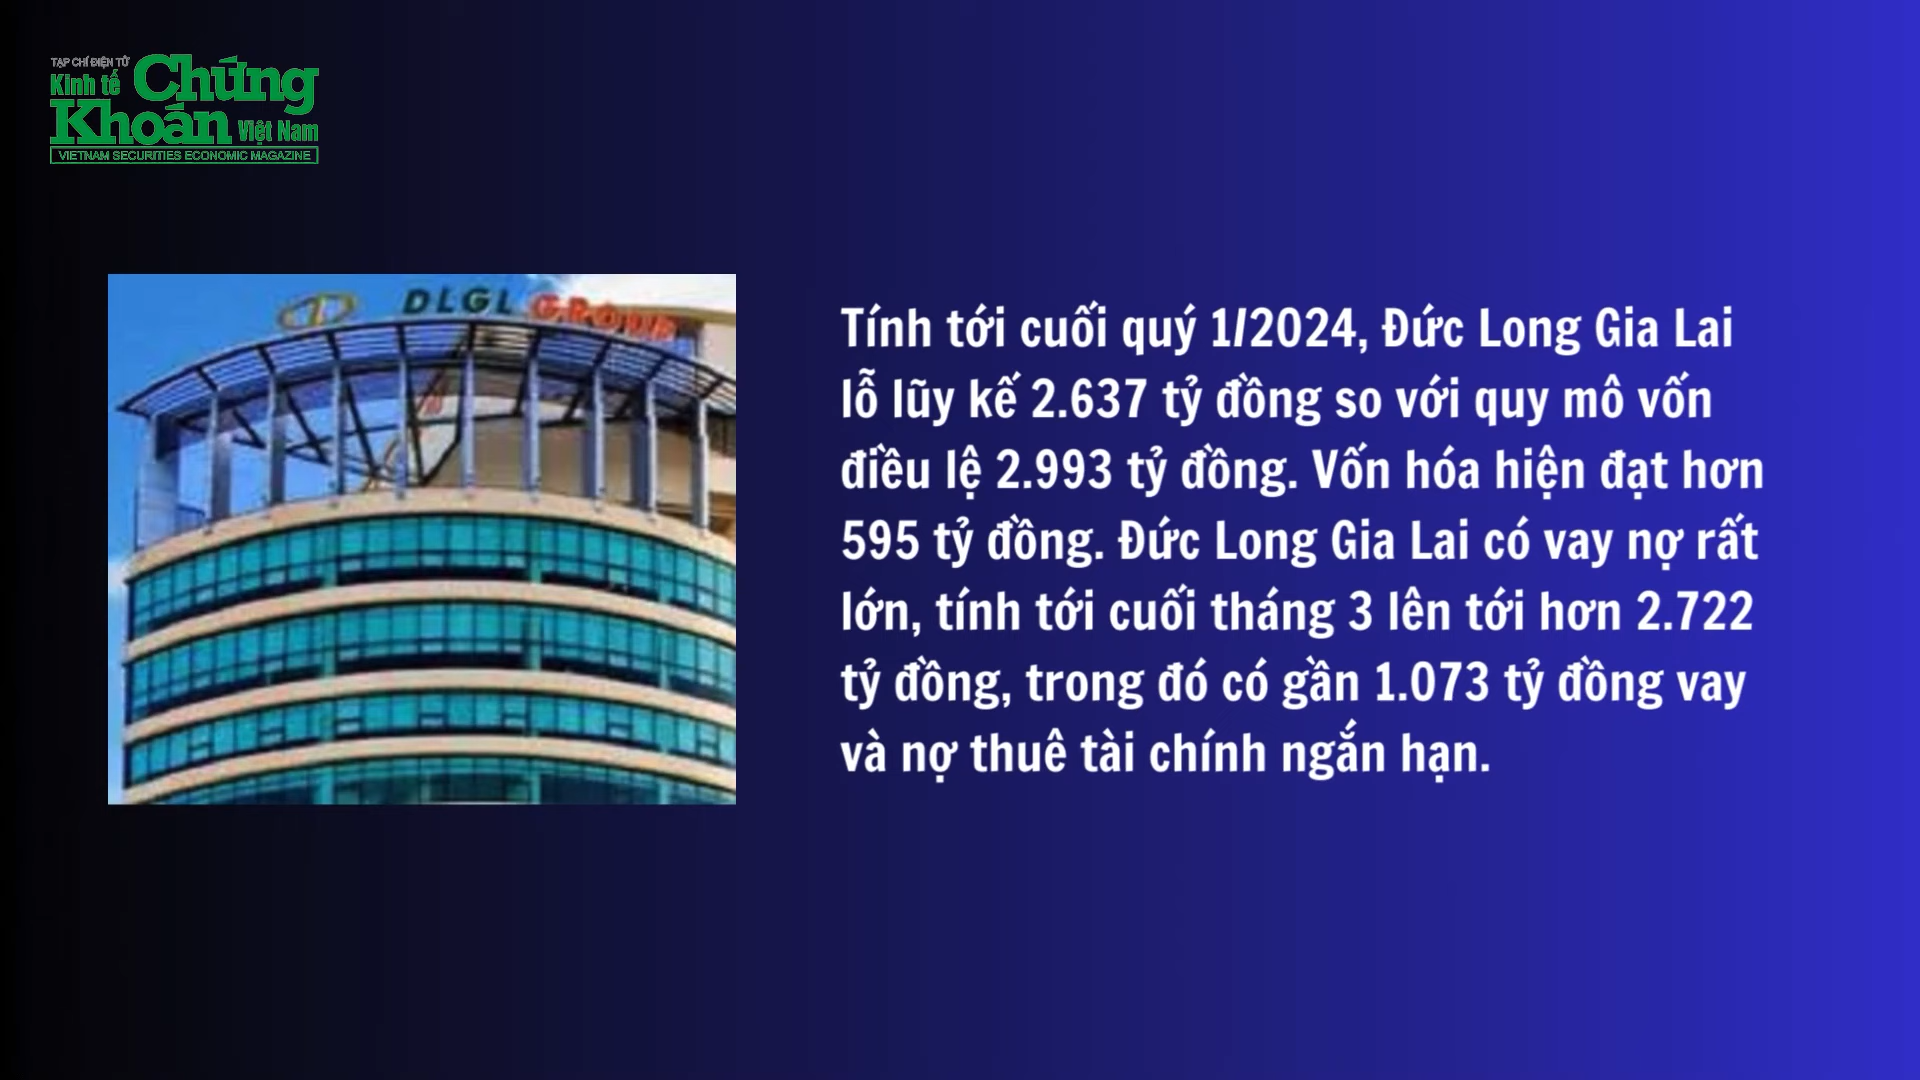 TẠP CHÍ ĐIỆN TỬ
Kinh tế Chứng
Khoán Việt Nam
VIETNAM SECURITIES ECONOMIC MAGAZINE
DLGL GROUP
Tính tới cuối quý 1/2024, Đức Long Gia Lai
lỗ lũy kế 2.637 tỷ đồng so với quy mô vốn
điều lệ 2.993 tỷ đồng. Vốn hóa hiện đạt hơn
595 tỷ đồng. Đức Long Gia Lai có vay nợ rất
lớn, tính tới cuối tháng 3 lên tới hơn 2.722
tỷ đồng, trong đó có gần 1.073 tỷ đồng vay
và nợ thuê tài chính ngắn hạn.